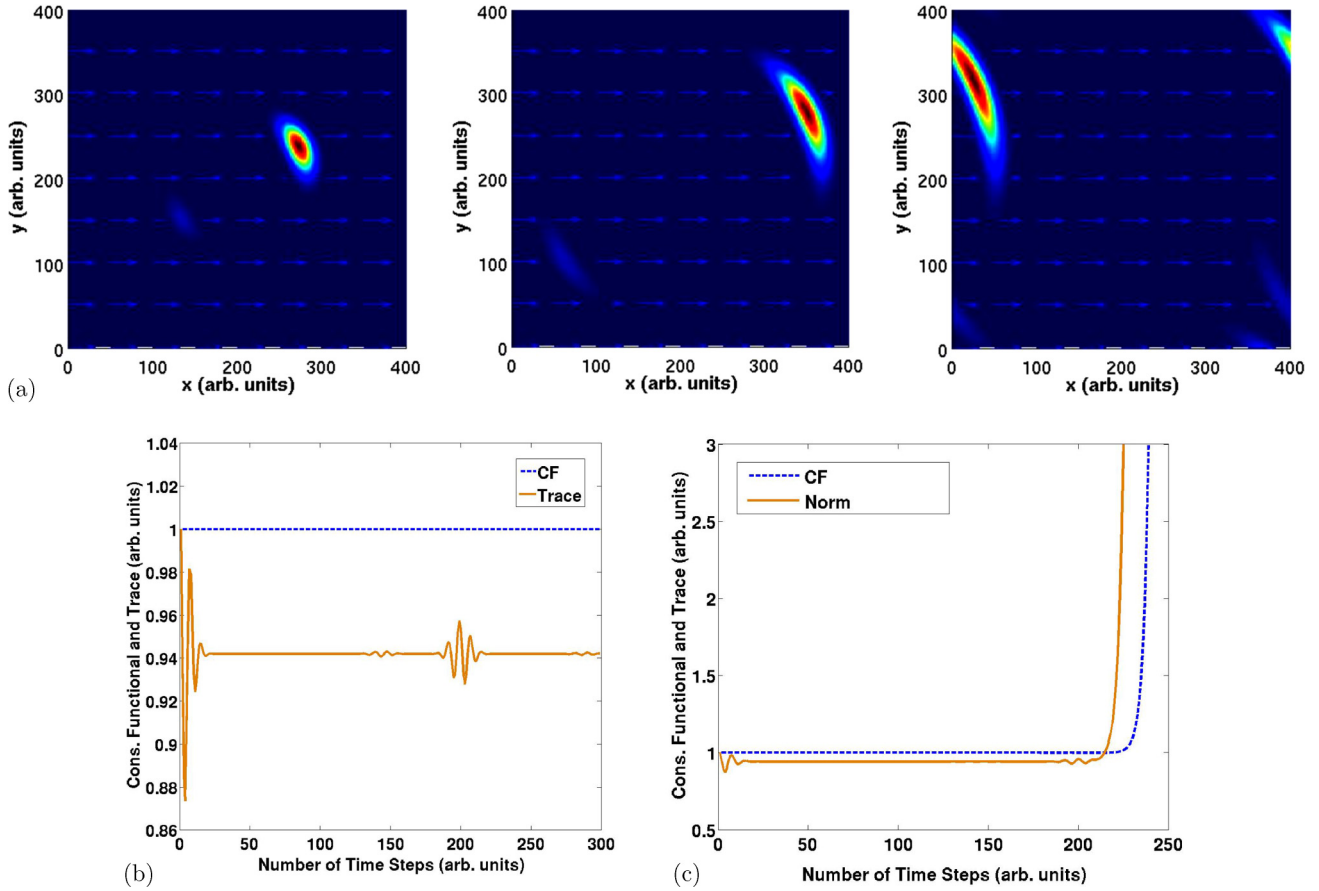 400
300
200
100
0
y (arb. units)
0 100 200 300 400
x (arb. units)
400
300
200
100
0
y (arb. units)
0 100 200 300 400
x (arb. units)
400
300
200
100
0
y (arb. units)
0 100 200 300 400
x (arb. units)
(a)
1.04
1.02
1
0.98
0.96
0.94
0.92
0.9
0.88
0.86
Cons. Functional and Trace (arb. units)
CF
Trace
0 50 100 150 200 250 300
Number of Time Steps (arb. units)
(b)
3
2.5
2
1.5
1
0.5
Cons. Functional and Trace (arb. units)
CF
Norm
0 50 100 150 200 250
Number of Time Steps (arb. units)
(c)